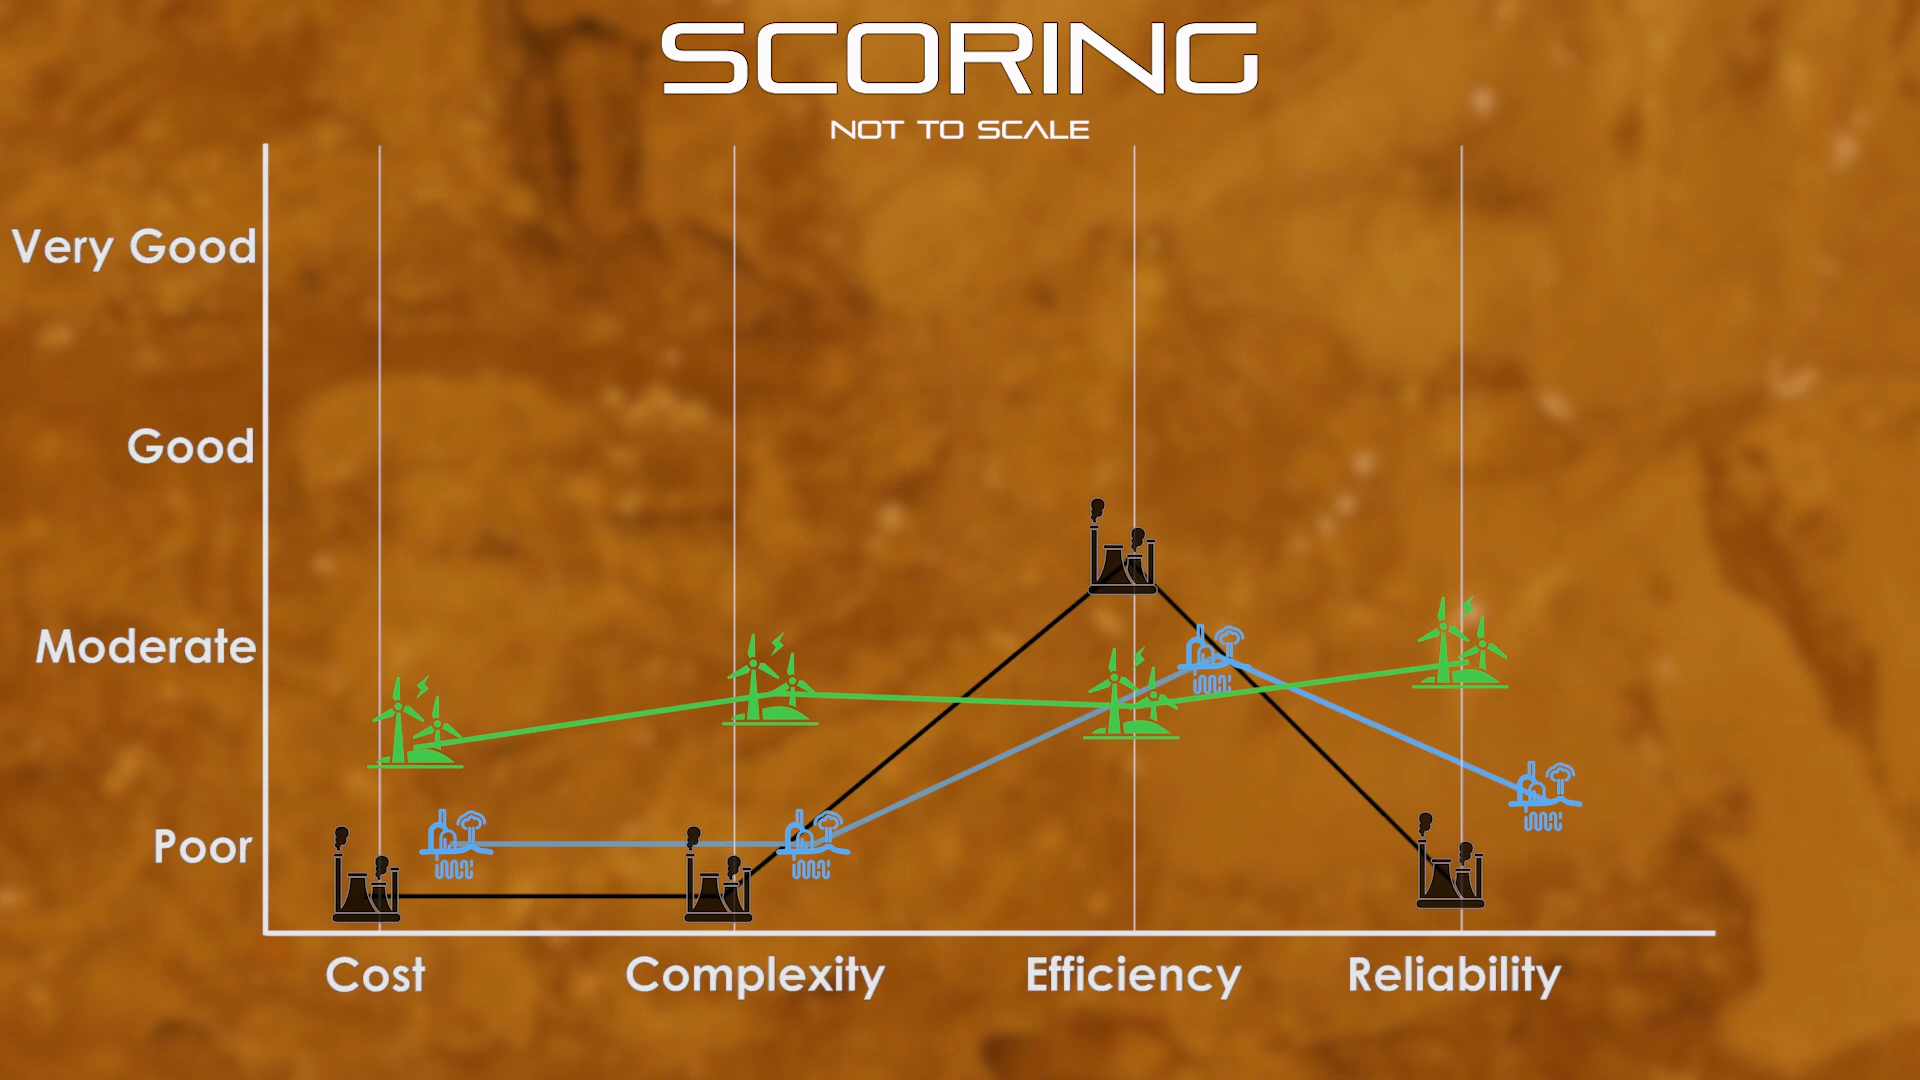 SCORING
NOT TO SCALE
Very Good
Good
Moderate
Poor
Cost
Complexity
Efficiency
Reliability